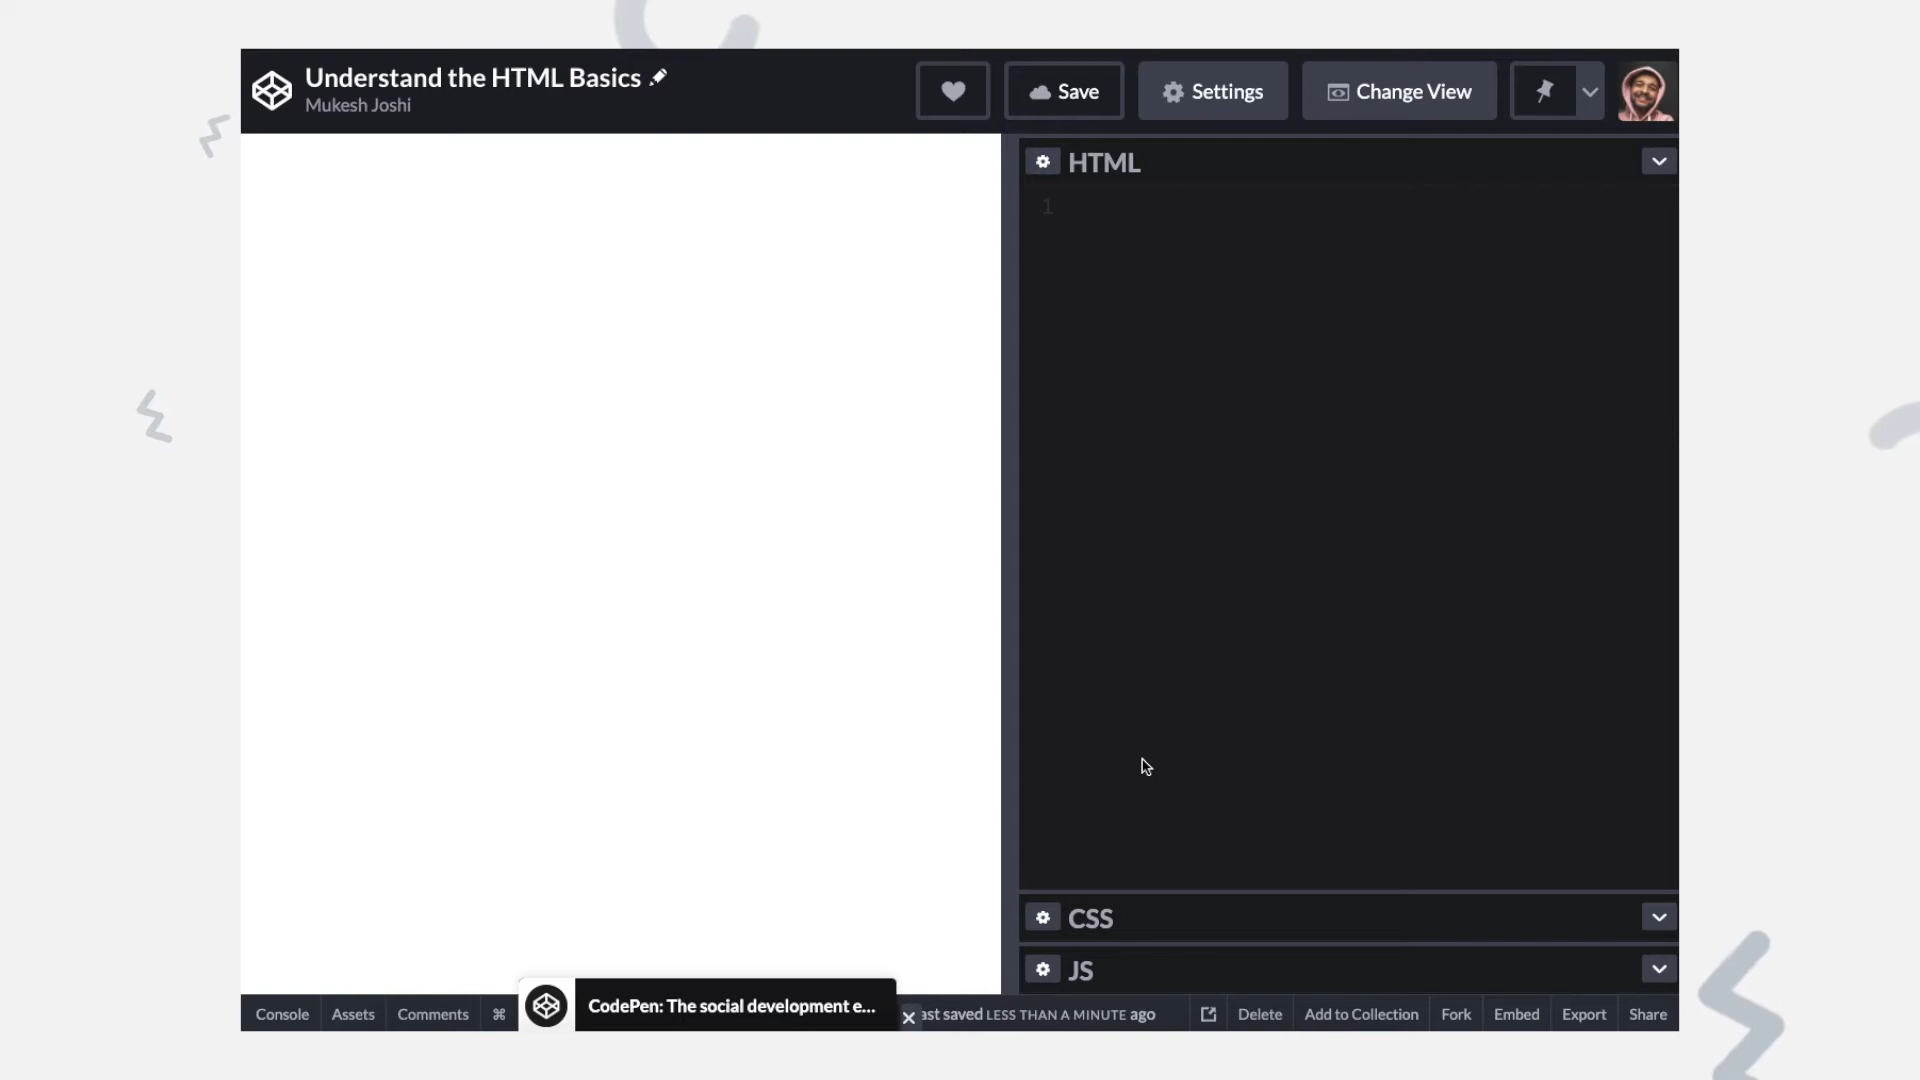 Understand the HTML Basics
Mukesh Joshi
Save
Settings
Change View
HTML
1
CSS
JS
Console
Assets
Comments
⌘
CodePen: The social development e...
ast saved LESS THAN A MINUTE ago
Delete
Add to Collection
Fork
Embed
Export
Share